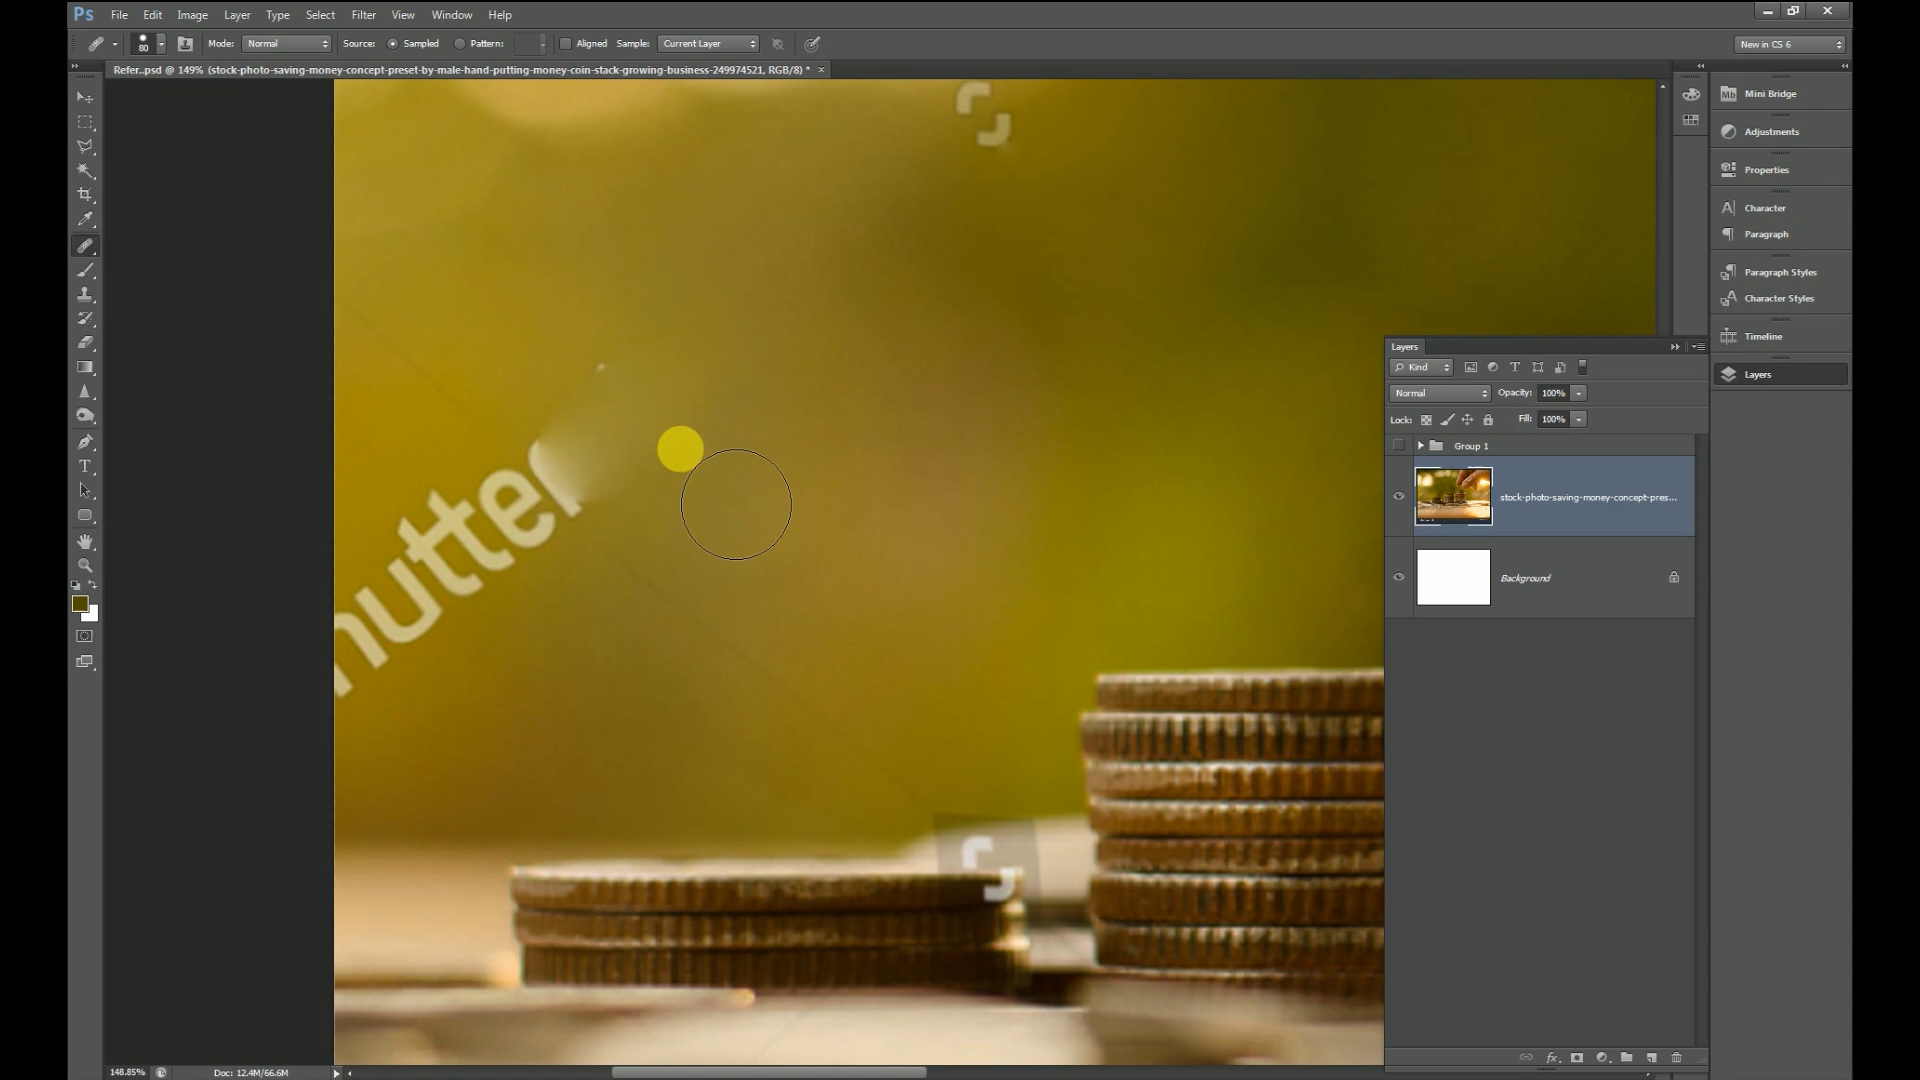 Ps File Edit Image Layer Type Select Filter View Window Help
80 Mode: Normal Source: Sampled Pattern: Aligned Sample: Current Layer New in CS 6
Refer..psd @ 149% (stock-photo-saving-money-concept-preset-by-male-hand-putting-money-coin-stack-growing-business-249974521, RGB/8) * ×
Mb Mini Bridge
Adjustments
Properties
Character
Paragraph
Paragraph Styles
Character Styles
Timeline
Layers
Layers
Kind
Normal Opacity: 100%
Lock: Fill: 100%
Group 1
stock-photo-saving-money-concept-pres...
Background
utter
148.85% Doc: 12.4M/66.6M